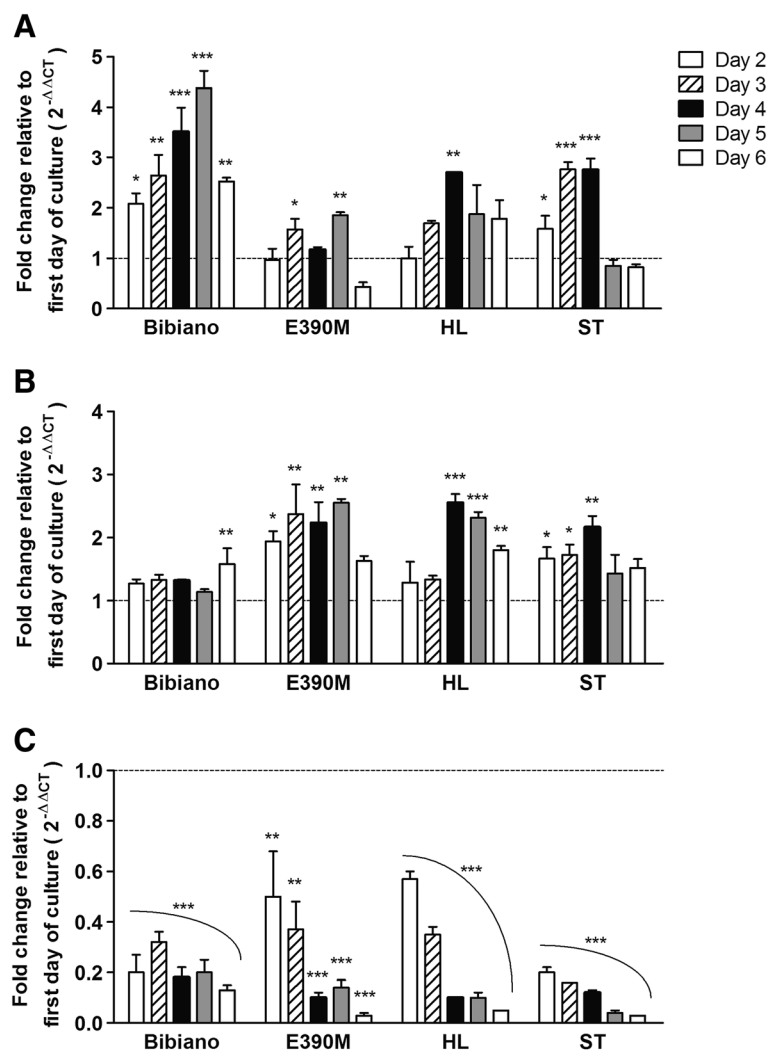 A
Fold change relative to
first day of culture ( 2-ΔΔCT )
5
4
3
2
1
0
*
**
***
***
**
*
**
**
*
***
***
Bibiano E390M HL ST
Day 2
Day 3
Day 4
Day 5
Day 6
B
Fold change relative to
first day of culture ( 2-ΔΔCT )
4
3
2
1
0
**
*
**
**
**
***
***
**
*
*
**
Bibiano E390M HL ST
C
Fold change relative to
first day of culture ( 2-ΔΔCT )
1.0
0.8
0.6
0.4
0.2
0.0
***
**
**
***
***
***
***
***
Bibiano E390M HL ST